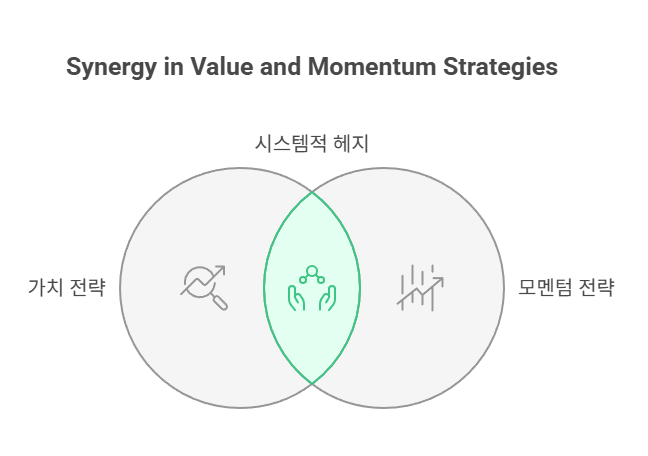 Synergy in Value and Momentum Strategies
시스템적 헤지
가치 전략
모멘텀 전략